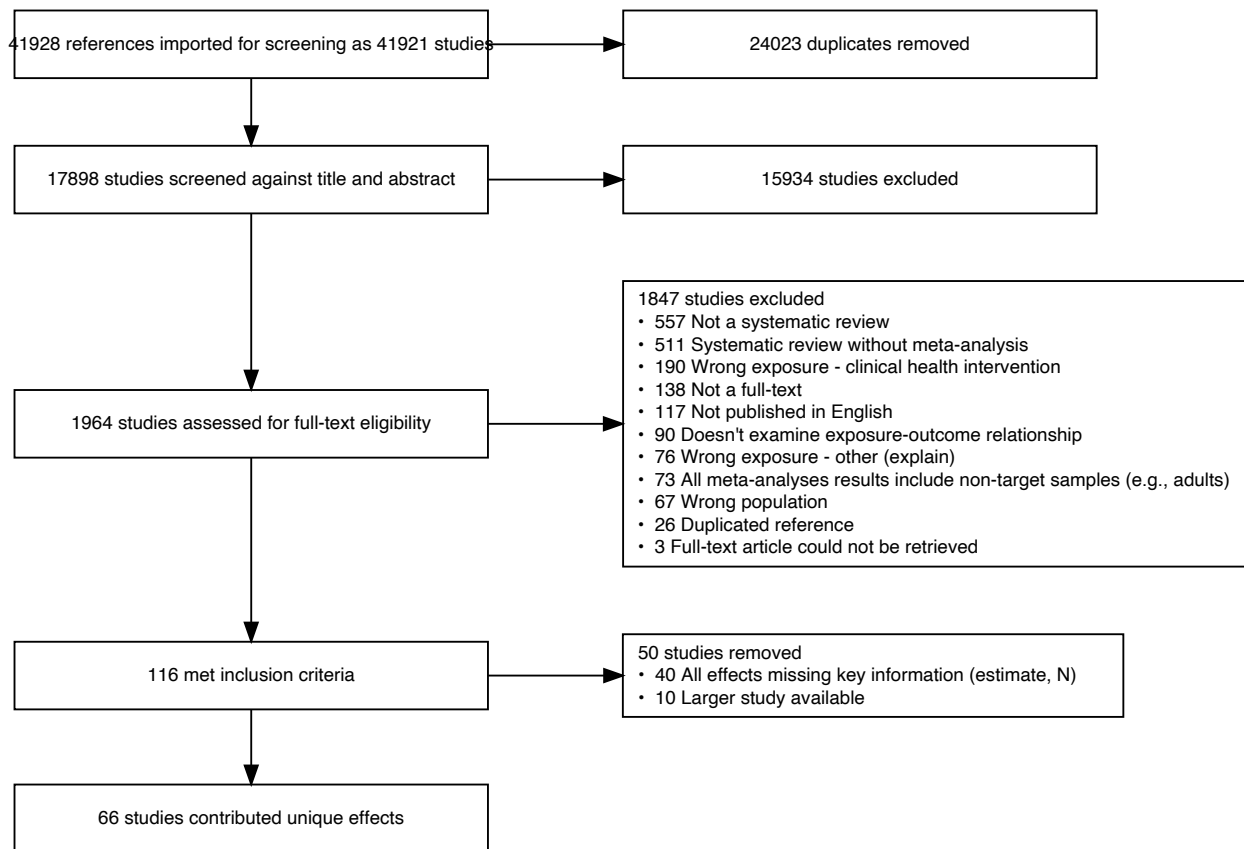 41928 references imported for screening as 41921 studies
24023 duplicates removed
17898 studies screened against title and abstract
15934 studies excluded
1964 studies assessed for full-text eligibility
1847 studies excluded
• 557 Not a systematic review
• 511 Systematic review without meta-analysis
• 190 Wrong exposure - clinical health intervention
• 138 Not a full-text
• 117 Not published in English
• 90 Doesn't examine exposure-outcome relationship
• 76 Wrong exposure - other (explain)
• 73 All meta-analyses results include non-target samples (e.g., adults)
• 67 Wrong population
• 26 Duplicated reference
• 3 Full-text article could not be retrieved
116 met inclusion criteria
50 studies removed
• 40 All effects missing key information (estimate, N)
• 10 Larger study available
66 studies contributed unique effects